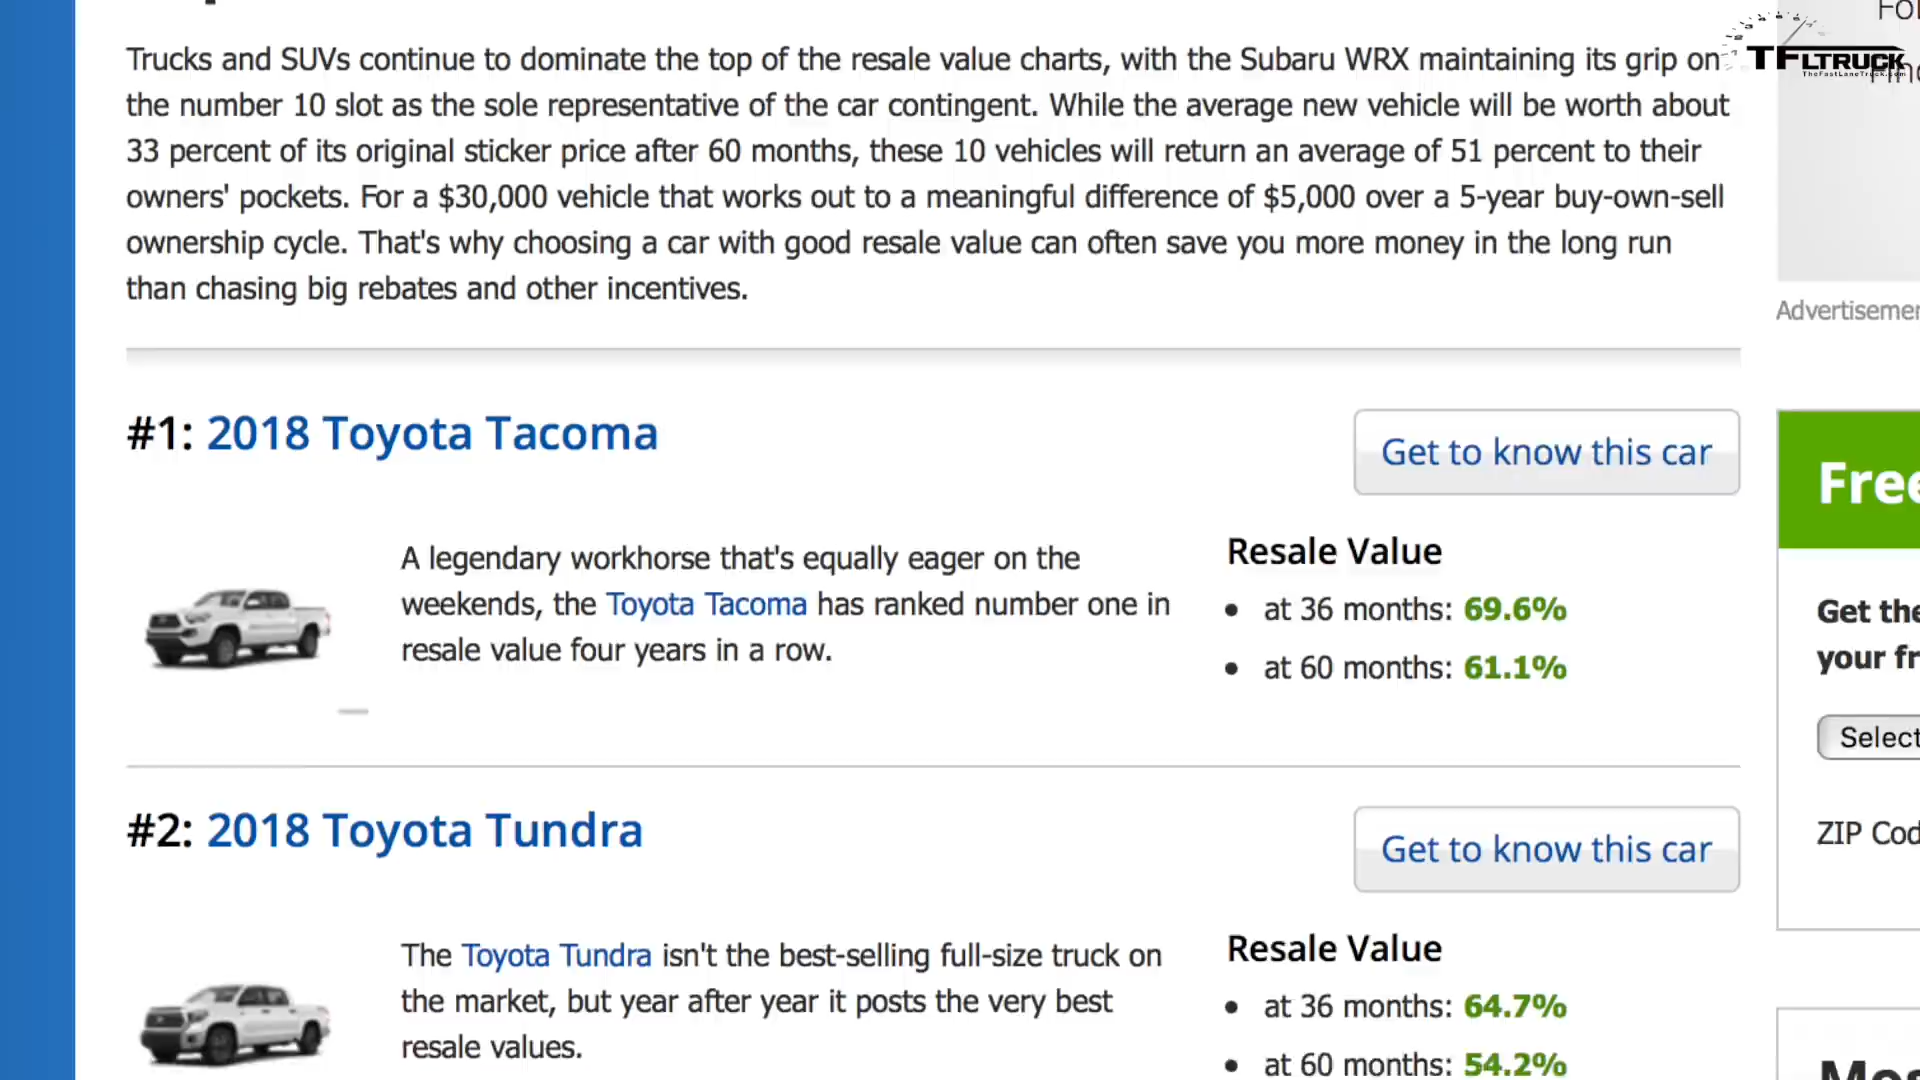 For
TFLTRUCK
TheFastLaneTruck.com
Trucks and SUVs continue to dominate the top of the resale value charts, with the Subaru WRX maintaining its grip on
the number 10 slot as the sole representative of the car contingent. While the average new vehicle will be worth about
33 percent of its original sticker price after 60 months, these 10 vehicles will return an average of 51 percent to their
owners' pockets. For a $30,000 vehicle that works out to a meaningful difference of $5,000 over a 5-year buy-own-sell
ownership cycle. That's why choosing a car with good resale value can often save you more money in the long run
than chasing big rebates and other incentives.
Advertisemen
#1: 2018 Toyota Tacoma
Get to know this car
A legendary workhorse that's equally eager on the
weekends, the Toyota Tacoma has ranked number one in
resale value four years in a row.
Resale Value
• at 36 months: 69.6%
• at 60 months: 61.1%
Free
Get the
your fr
Select
ZIP Cod
#2: 2018 Toyota Tundra
Get to know this car
The Toyota Tundra isn't the best-selling full-size truck on
the market, but year after year it posts the very best
resale values.
Resale Value
• at 36 months: 64.7%
• at 60 months: 54.2%
Mos